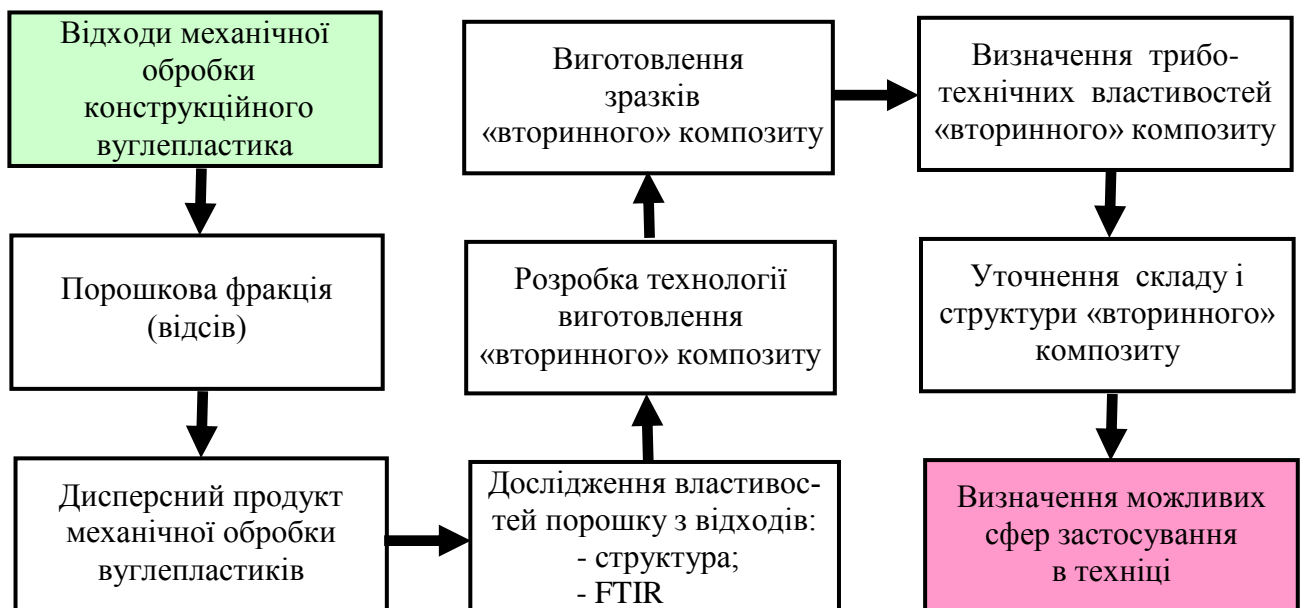 Відходи механічної
обробки
конструкційного
вуглепластика
Порошкова фракція
(відсів)
Дисперсний продукт
механічної обробки
вуглепластиків
Дослідження властивос-
тей порошку з відходів:
- структура;
- FTIR
Розробка технології
виготовлення
«вторинного» композиту
Виготовлення
зразків
«вторинного» композиту
Визначення трибо-
технічних властивостей
«вторинного» композиту
Уточнення складу і
структури «вторинного»
композиту
Визначення можливих
сфер застосування
в техніці